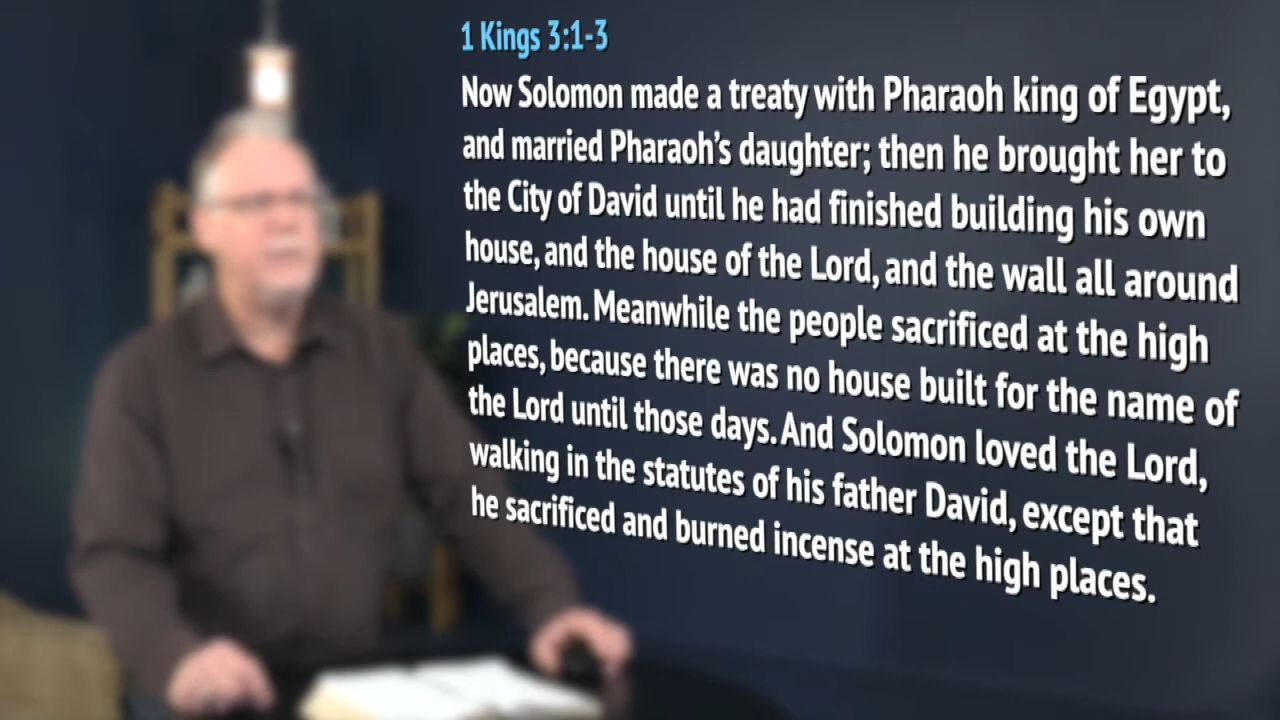 1 Kings 3:1-3
Now Solomon made a treaty with Pharaoh king of Egypt,
and married Pharaoh's daughter; then he brought her to
the City of David until he had finished building his own
house, and the house of the Lord, and the wall all around
Jerusalem. Meanwhile the people sacrificed at the high
places, because there was no house built for the name of
the Lord until those days. And Solomon loved the Lord,
walking in the statutes of his father David, except that
he sacrificed and burned incense at the high places.